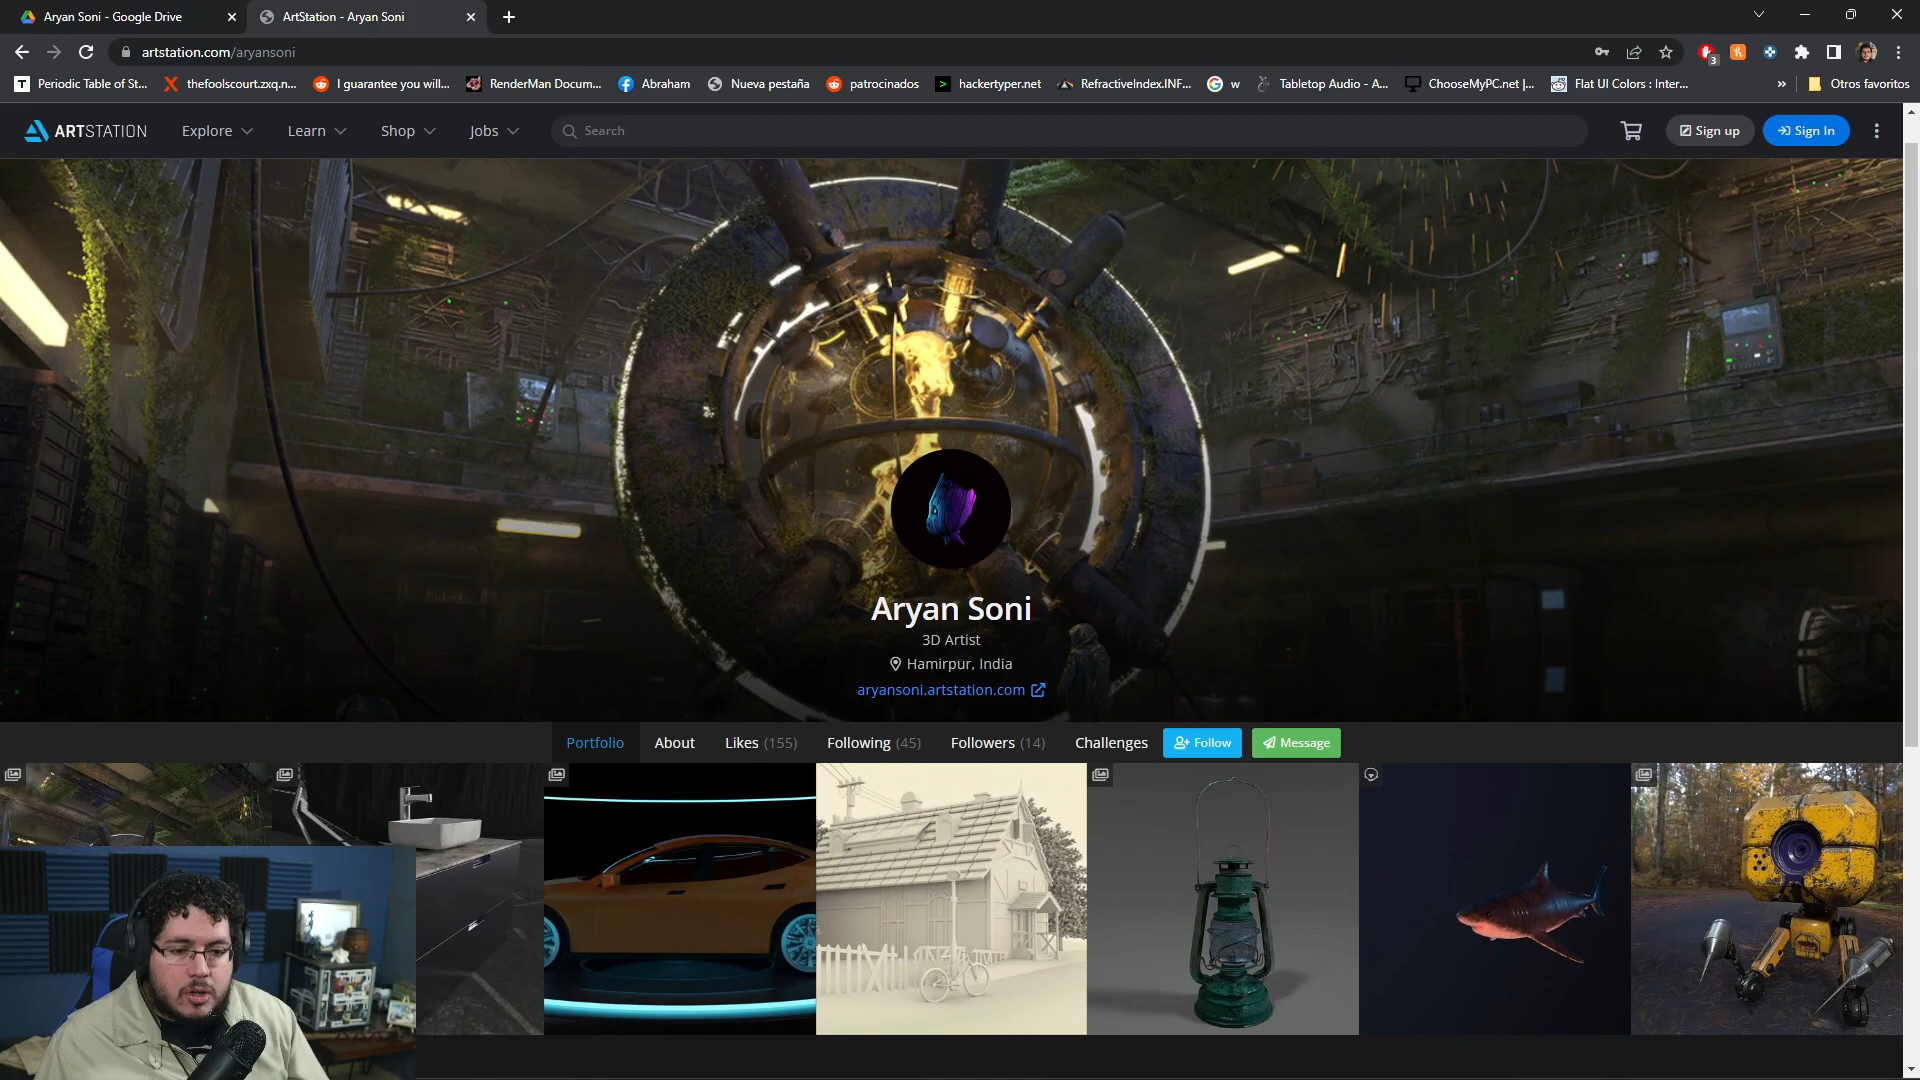 Aryan Soni - Google Drive
ArtStation - Aryan Soni
artstation.com/aryansoni
3
Periodic Table of St...
thefoolscourt.zxq.n...
I guarantee you will...
RenderMan Docum...
Abraham
Nueva pestaña
patrocinados
hackertyper.net
RefractiveIndex.INF...
w
Tabletop Audio - A...
ChooseMyPC.net |...
Flat UI Colors : Inter...
»
Otros favoritos
ARTSTATION
Explore
Learn
Shop
Jobs
Search
Sign up
Sign In
Aryan Soni
3D Artist
Hamirpur, India
aryansoni.artstation.com
Portfolio
About
Likes (155)
Following (45)
Followers (14)
Challenges
Follow
Message